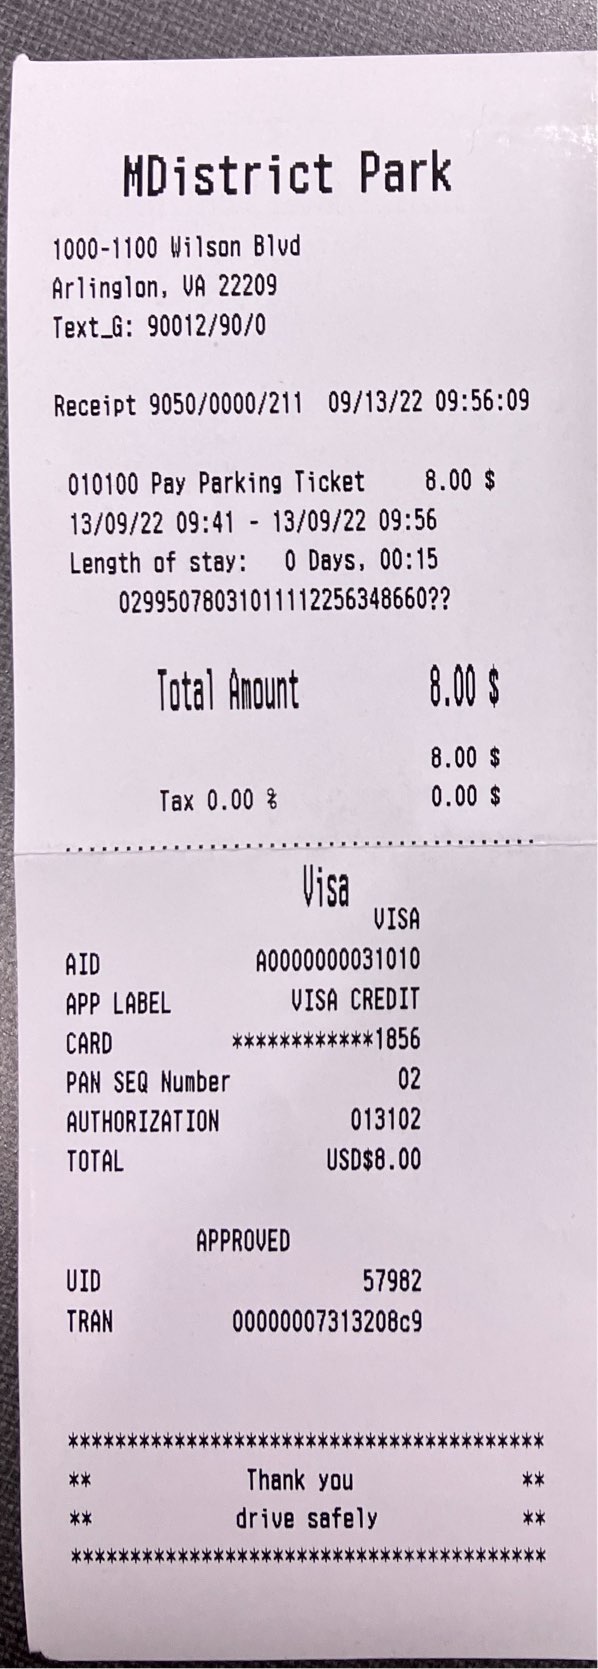 MDistrict Park
1000-1100 Wilson Blvd
Arlinglon, VA 22209
Text_G: 90012/90/0
Receipt 9050/0000/211 09/13/22 09:56:09
010100 Pay Parking Ticket 8.00 $
13/09/22 09:41 - 13/09/22 09:56
Length of stay: 0 Days, 00:15
02995078031011112256348660??
Total Amount 8.00 $
8.00 $
Tax 0.00 % 0.00 $
........................................
Visa
VISA
AID A0000000031010
APP LABEL VISA CREDIT
CARD ************1856
PAN SEQ Number 02
AUTHORIZATION 013102
TOTAL USD$8.00
APPROVED
UID 57982
TRAN 00000007313208c9
****************************************
** Thank you **
** drive safely **
****************************************